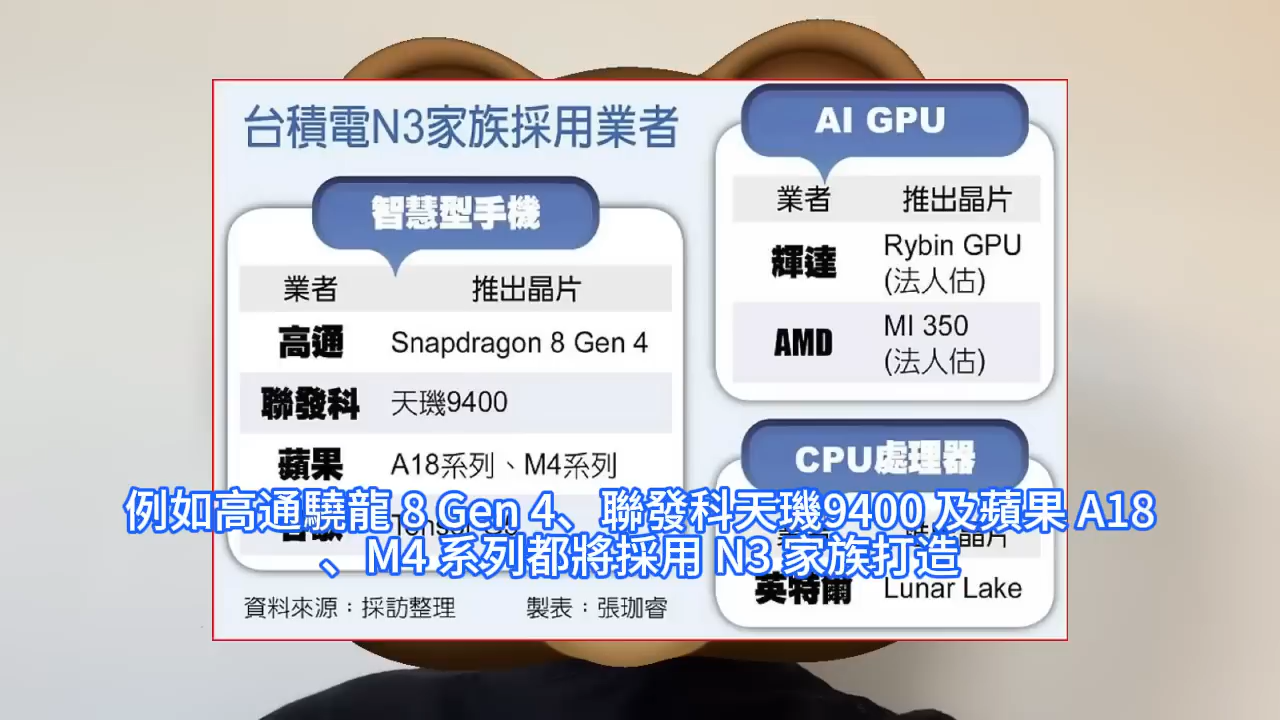 台積電N3家族採用業者
智慧型手機
業者 推出晶片
高通 Snapdragon 8 Gen 4
聯發科 天璣9400
蘋果 A18系列、M4系列
AI GPU
業者 推出晶片
輝達 Rybin GPU
(法人估)
AMD MI 350
(法人估)
CPU處理器
推出晶片
英特爾 Lunar Lake
例如高通驍龍 8 Gen 4、聯發科天璣9400 及蘋果 A18
、M4 系列都將採用 N3 家族打造
資料來源：採訪整理 製表：張珈睿